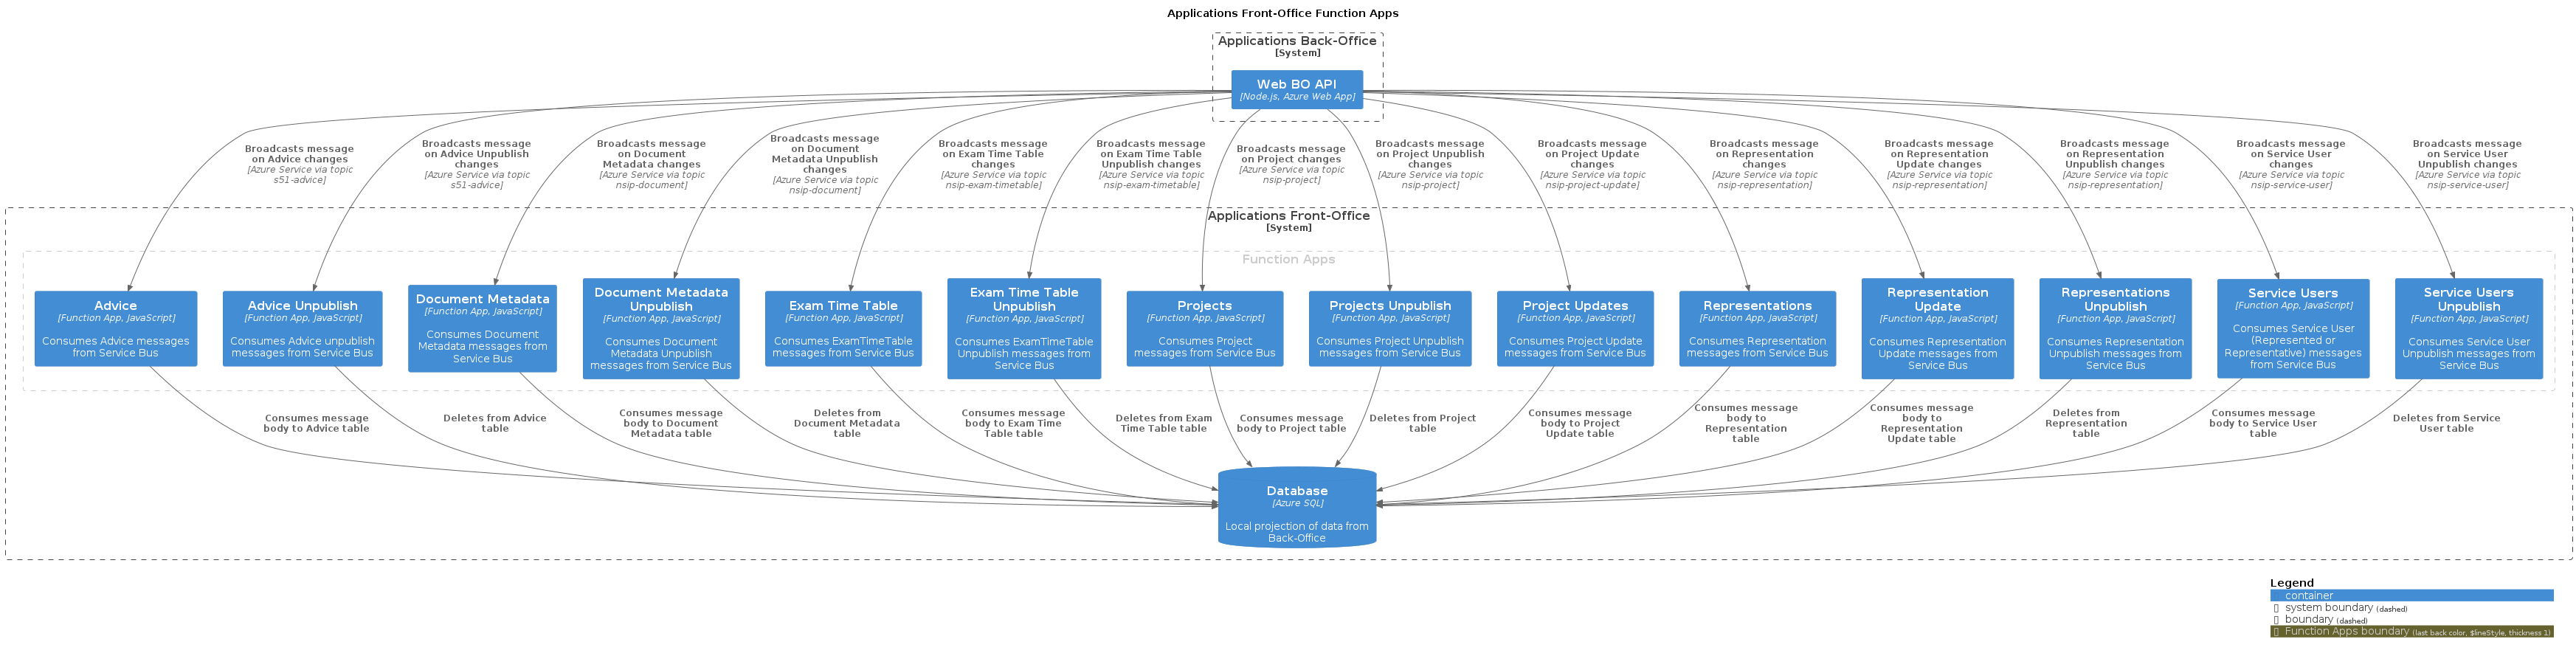 Applications Front-Office Function Apps
Applications Back-Office
[System]
Web BO API
[Node.js, Azure Web App]
Broadcasts message
on Advice changes
[Azure Service via topic
s51-advice]
Broadcasts message
on Advice Unpublish
changes
[Azure Service via topic
s51-advice]
Broadcasts message
on Document
Metadata changes
[Azure Service via topic
nsip-document]
Broadcasts message
on Document
Metadata Unpublish
changes
[Azure Service via topic
nsip-document]
Broadcasts message
on Exam Time Table
changes
[Azure Service via topic
nsip-exam-timetable]
Broadcasts message
on Exam Time Table
Unpublish changes
[Azure Service via topic
nsip-exam-timetable]
Broadcasts message
on Project changes
[Azure Service via topic
nsip-project]
Broadcasts message
on Project Unpublish
changes
[Azure Service via topic
nsip-project]
Broadcasts message
on Project Update
changes
[Azure Service via topic
nsip-project-update]
Broadcasts message
on Representation
changes
[Azure Service via topic
nsip-representation]
Broadcasts message
on Representation
Update changes
[Azure Service via topic
nsip-representation]
Broadcasts message
on Representation
Unpublish changes
[Azure Service via topic
nsip-representation]
Broadcasts message
on Service User
changes
[Azure Service via topic
nsip-service-user]
Broadcasts message
on Service User
Unpublish changes
[Azure Service via topic
nsip-service-user]
Applications Front-Office
[System]
Function Apps
Advice
[Function App, JavaScript]
Consumes Advice messages
from Service Bus
Advice Unpublish
[Function App, JavaScript]
Consumes Advice unpublish
messages from Service Bus
Document Metadata
[Function App, JavaScript]
Consumes Document
Metadata messages from
Service Bus
Document Metadata
Unpublish
[Function App, JavaScript]
Consumes Document
Metadata Unpublish
messages from Service Bus
Exam Time Table
[Function App, JavaScript]
Consumes ExamTimeTable
messages from Service Bus
Exam Time Table
Unpublish
[Function App, JavaScript]
Consumes ExamTimeTable
Unpublish messages from
Service Bus
Projects
[Function App, JavaScript]
Consumes Project
messages from Service Bus
Projects Unpublish
[Function App, JavaScript]
Consumes Project Unpublish
messages from Service Bus
Project Updates
[Function App, JavaScript]
Consumes Project Update
messages from Service Bus
Representations
[Function App, JavaScript]
Consumes Representation
messages from Service Bus
Representation
Update
[Function App, JavaScript]
Consumes Representation
Update messages from
Service Bus
Representations
Unpublish
[Function App, JavaScript]
Consumes Representation
Unpublish messages from
Service Bus
Service Users
[Function App, JavaScript]
Consumes Service User
(Represented or
Representative) messages
from Service Bus
Service Users
Unpublish
[Function App, JavaScript]
Consumes Service User
Unpublish messages from
Service Bus
Consumes message
body to Advice table
Deletes from Advice
table
Consumes message
body to Document
Metadata table
Deletes from
Document Metadata
table
Consumes message
body to Exam Time
Table table
Deletes from Exam
Time Table table
Consumes message
body to Project table
Deletes from Project
table
Consumes message
body to Project
Update table
Consumes message
body to
Representation
table
Consumes message
body to
Representation
Update table
Deletes from
Representation
table
Consumes message
body to Service User
table
Deletes from Service
User table
Database
[Azure SQL]
Local projection of data from
Back-Office
Legend
container
system boundary (dashed)
boundary (dashed)
Function Apps boundary (last back color, $lineStyle, thickness 1)